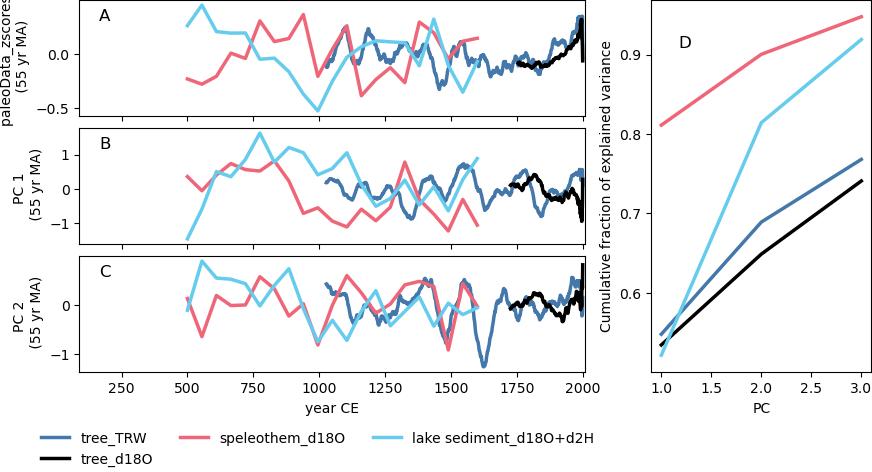 paleoData_zscores
(55 yr MA)
A
0.0
−0.5
PC 1
(55 yr MA)
B
1
0
−1
PC 2
(55 yr MA)
C
0
−1
250 500 750 1000 1250 1500 1750 2000
year CE
Cumulative fraction of explained variance
D
0.9
0.8
0.7
0.6
1.0 1.5 2.0 2.5 3.0
PC
tree_TRW speleothem_d18O lake sediment_d18O+d2H
tree_d18O